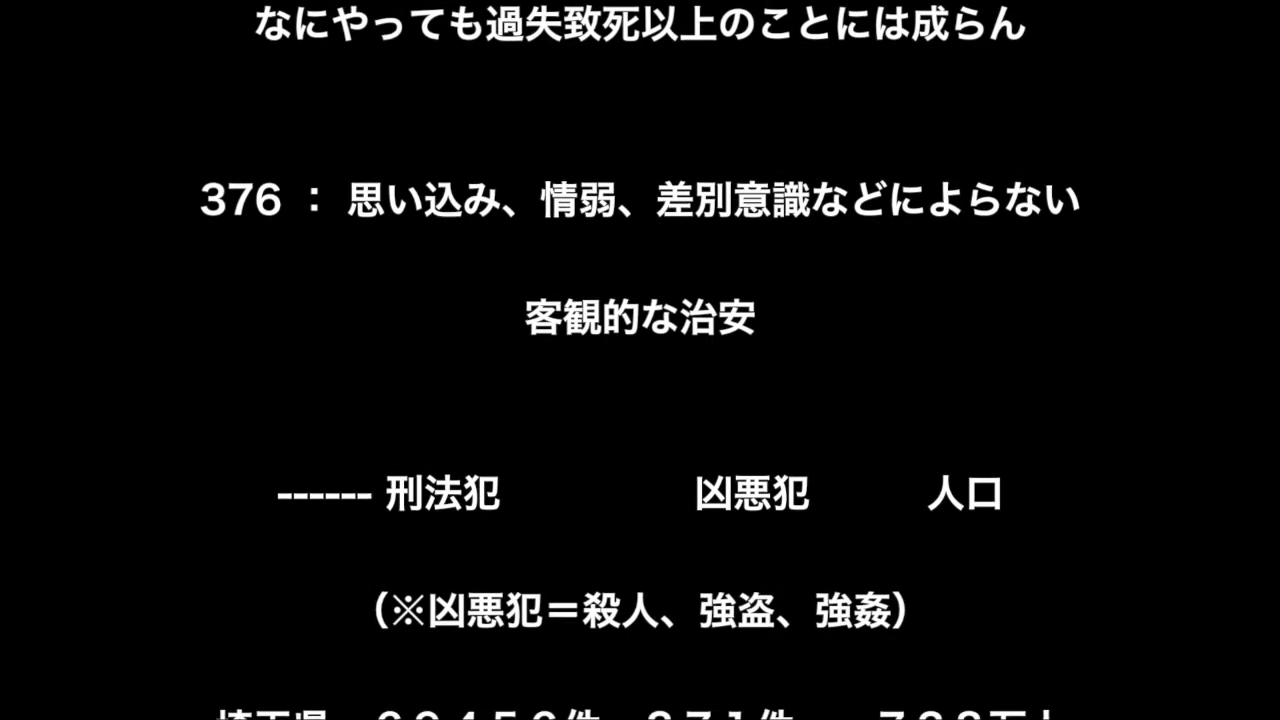 なにやっても過失致死以上のことには成らん
376 ： 思い込み、情弱、差別意識などによらない
客観的な治安
------ 刑法犯　　　　　凶悪犯　　　人口
（※凶悪犯＝殺人、強盗、強姦）